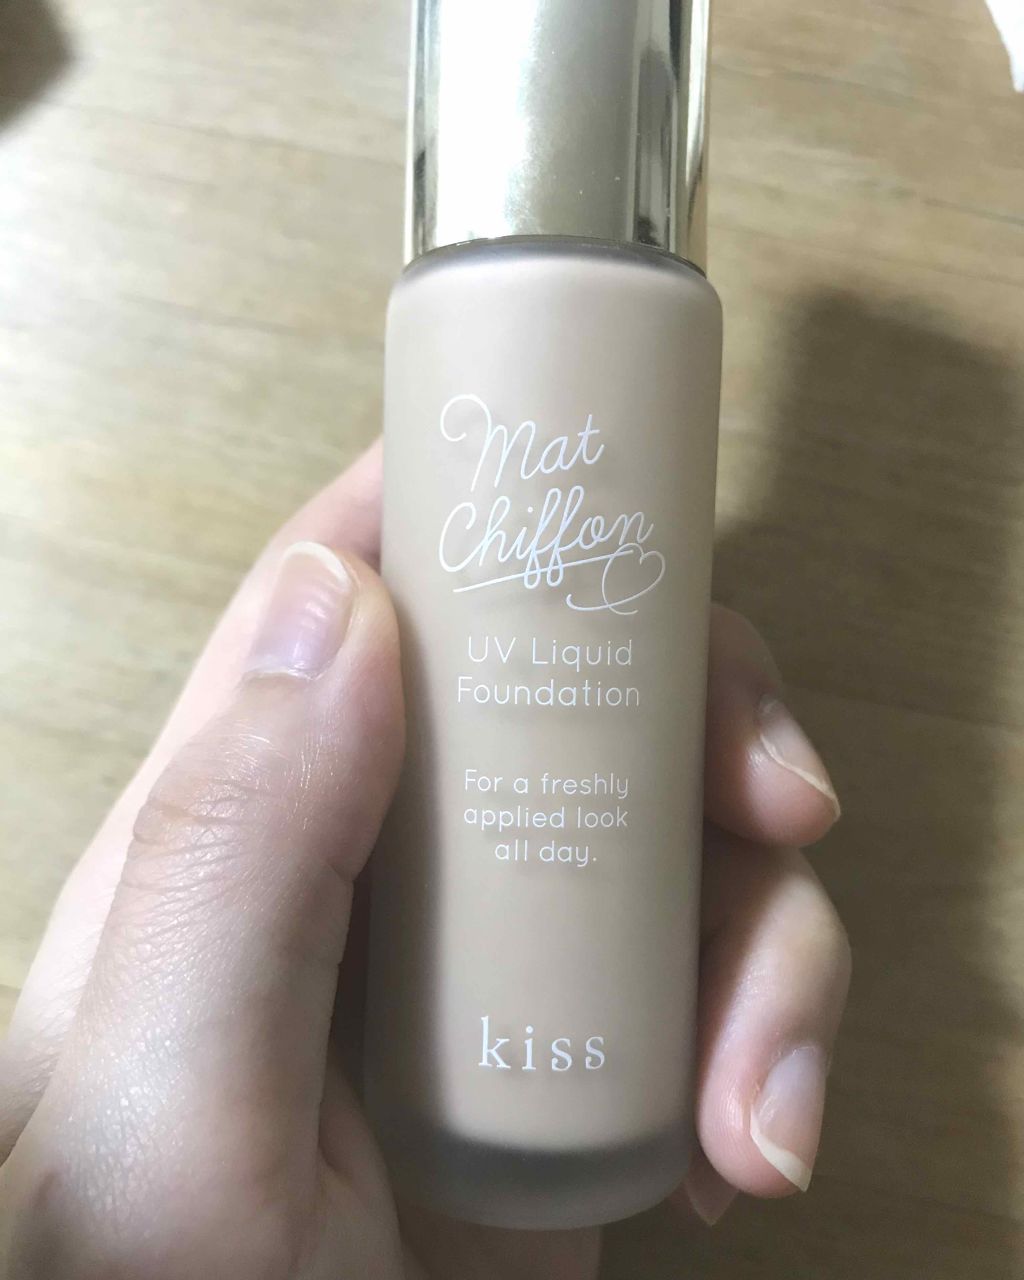 Mat
Chiffon
UV Liquid
Foundation
For a freshly
applied look
all day.
kiss